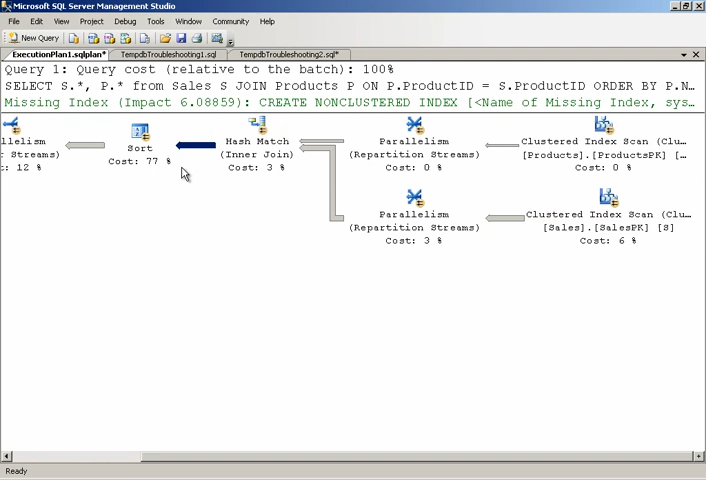 Microsoft SQL Server Management Studio
File Edit View Project Debug Tools Window Community Help
New Query
ExecutionPlan1.sqlplan* TempdbTroubleshooting1.sql TempdbTroubleshooting2.sql*
Query 1: Query cost (relative to the batch): 100%
SELECT S.*, P.* from Sales S JOIN Products P ON P.ProductID = S.ProductID ORDER BY P.N...
Missing Index (Impact 6.08859): CREATE NONCLUSTERED INDEX [<Name of Missing Index, sys...
llelism
r Streams)
t: 12 %
Sort
Cost: 77 %
Hash Match
(Inner Join)
Cost: 3 %
Parallelism
(Repartition Streams)
Cost: 0 %
Clustered Index Scan (Clu...
[Products].[ProductsPK] [...
Cost: 0 %
Parallelism
(Repartition Streams)
Cost: 3 %
Clustered Index Scan (Clu...
[Sales].[SalesPK] [S]
Cost: 6 %
Ready